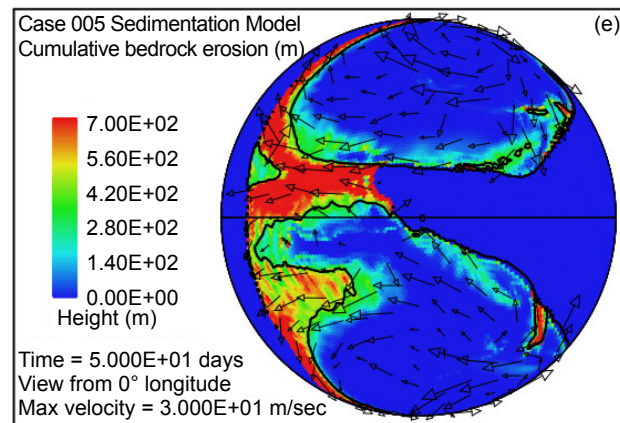 Case 005 Sedimentation Model
Cumulative bedrock erosion (m)
(e)
7.00E+02
5.60E+02
4.20E+02
2.80E+02
1.40E+02
0.00E+00
Height (m)
0
Time = 5.000E+01 days
View from 0° longitude
Max velocity = 3.000E+01 m/sec